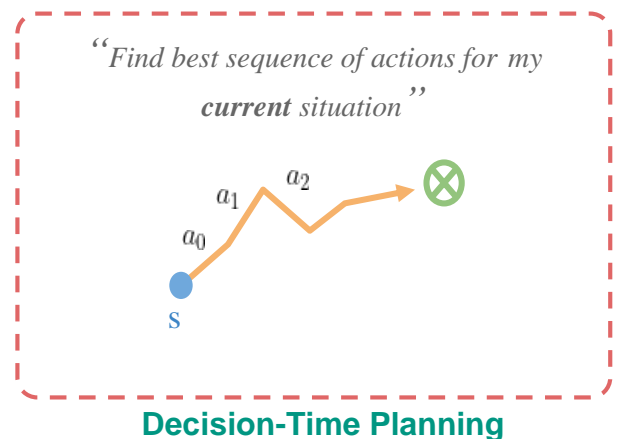 “Find best sequence of actions for my
current situation”
a₂
a₁
a₀
s
Decision-Time Planning